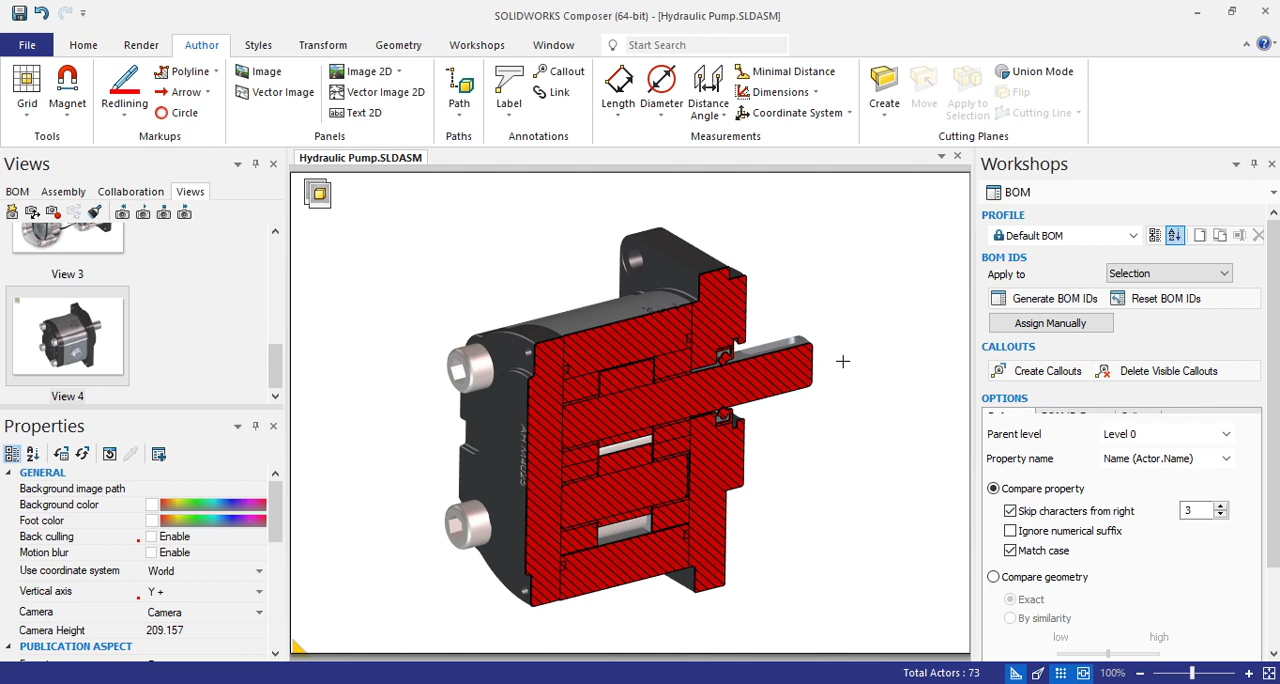 SOLIDWORKS Composer (64-bit) - [Hydraulic Pump.SLDASM]
File Home Render Author Styles Transform Geometry Workshops Window Start Search
Grid Magnet Redlining Polyline Arrow Circle
Image Vector Image Image 2D Vector Image 2D Text 2D
Path Label Callout Link
Length Diameter Distance Angle Minimal Distance Dimensions Coordinate System
Create Move Apply to Selection Union Mode Flip Cutting Line
Tools Markups Panels Paths Annotations Measurements Cutting Planes
Views
BOM Assembly Collaboration Views
View 3
View 4
Properties
GENERAL
Background image path
Background color
Foot color
Back culling Enable
Motion blur Enable
Use coordinate system World
Vertical axis Y +
Camera Camera
Camera Height 209.157
PUBLICATION ASPECT
Hydraulic Pump.SLDASM
Workshops
BOM
PROFILE
Default BOM
BOM IDS
Apply to Selection
Generate BOM IDs Reset BOM IDs
Assign Manually
CALLOUTS
Create Callouts Delete Visible Callouts
OPTIONS
Parent level Level 0
Property name Name (Actor.Name)
Compare property
Skip characters from right 3
Ignore numerical suffix
Match case
Compare geometry
Exact
By similarity
low high
Total Actors : 73 100%